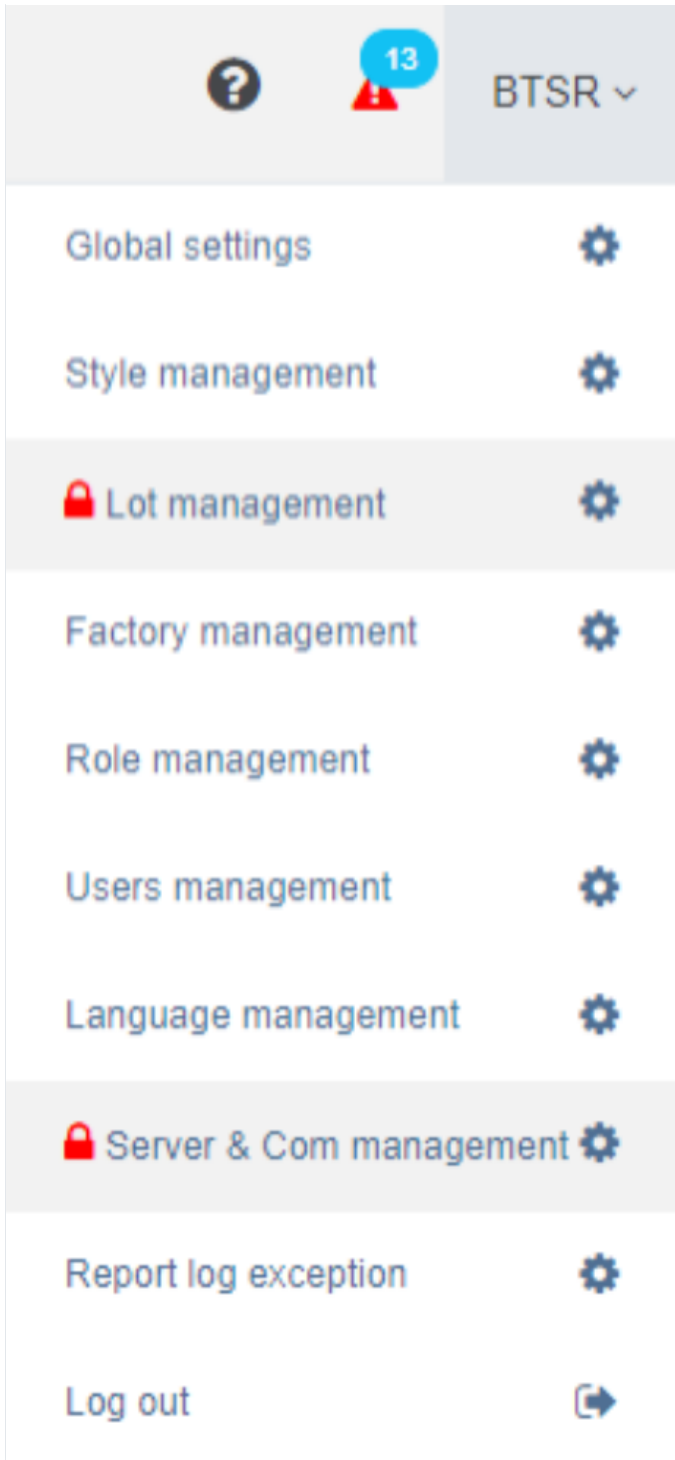 13
BTSR
Global settings
Style management
Lot management
Factory management
Role management
Users management
Language management
Server & Com management
Report log exception
Log out